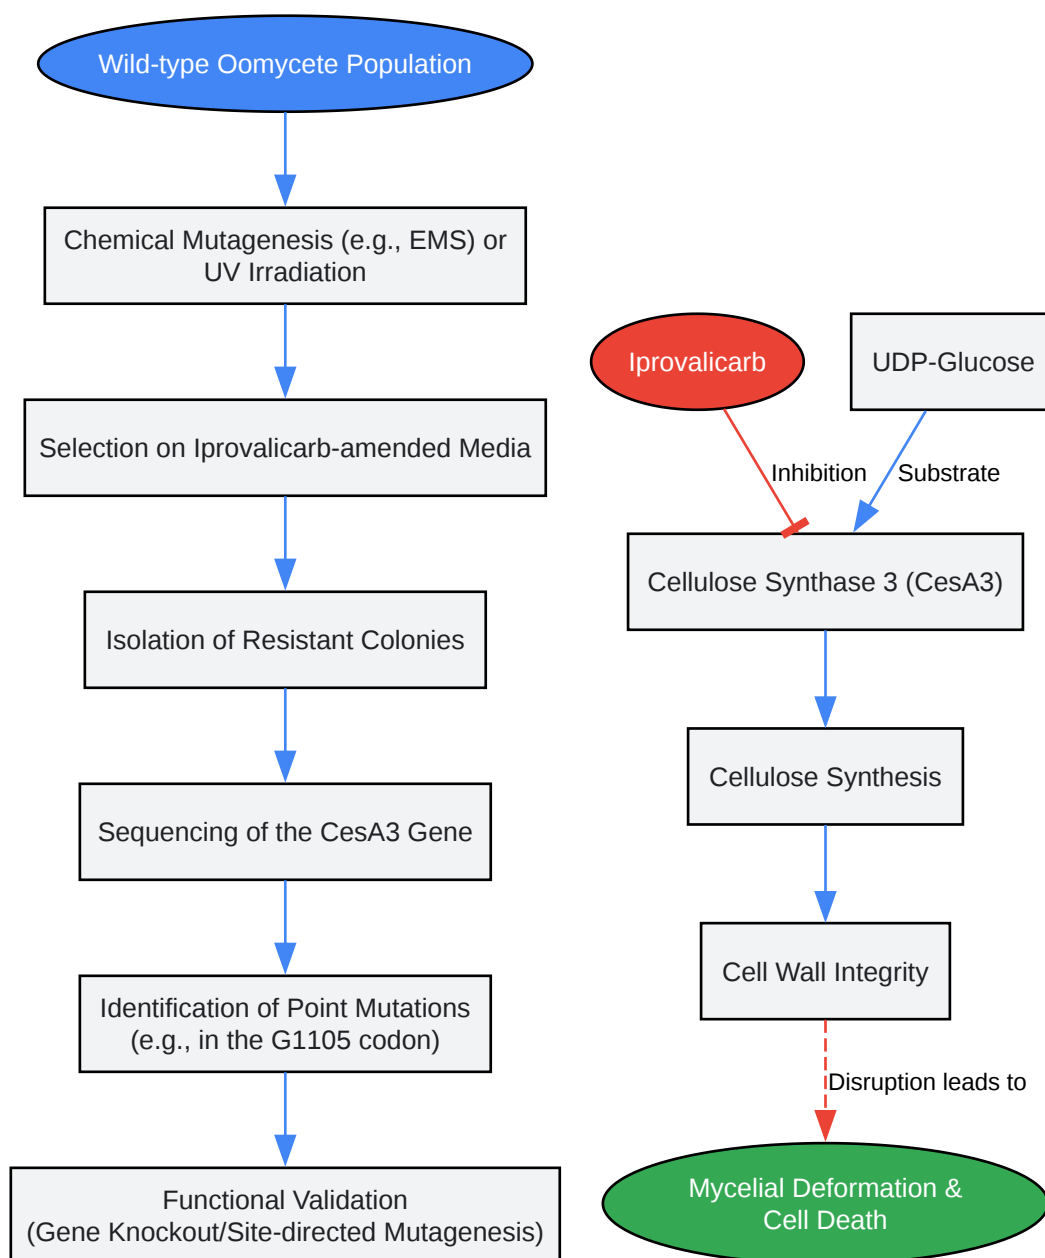 Wild-type Oomycete Population
Chemical Mutagenesis (e.g., EMS) or
UV Irradiation
Selection on Iprovalicarb-amended Media
Isolation of Resistant Colonies
Sequencing of the CesA3 Gene
Identification of Point Mutations
(e.g., in the G1105 codon)
Functional Validation
(Gene Knockout/Site-directed Mutagenesis)
Iprovalicarb
UDP-Glucose
Inhibition
Substrate
Cellulose Synthase 3 (CesA3)
Cellulose Synthesis
Cell Wall Integrity
Disruption leads to
Mycelial Deformation &
Cell Death